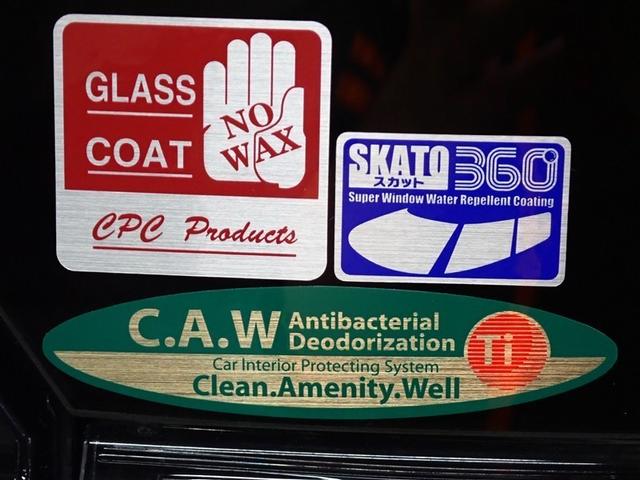 GLASS
COAT
NO
WAX
CPC Products
SKATO 360°
スカット
Super Window Water Repellent Coating
C.A.W Antibacterial
Deodorization
Ti
Car Interior Protecting System
Clean.Amenity.Well